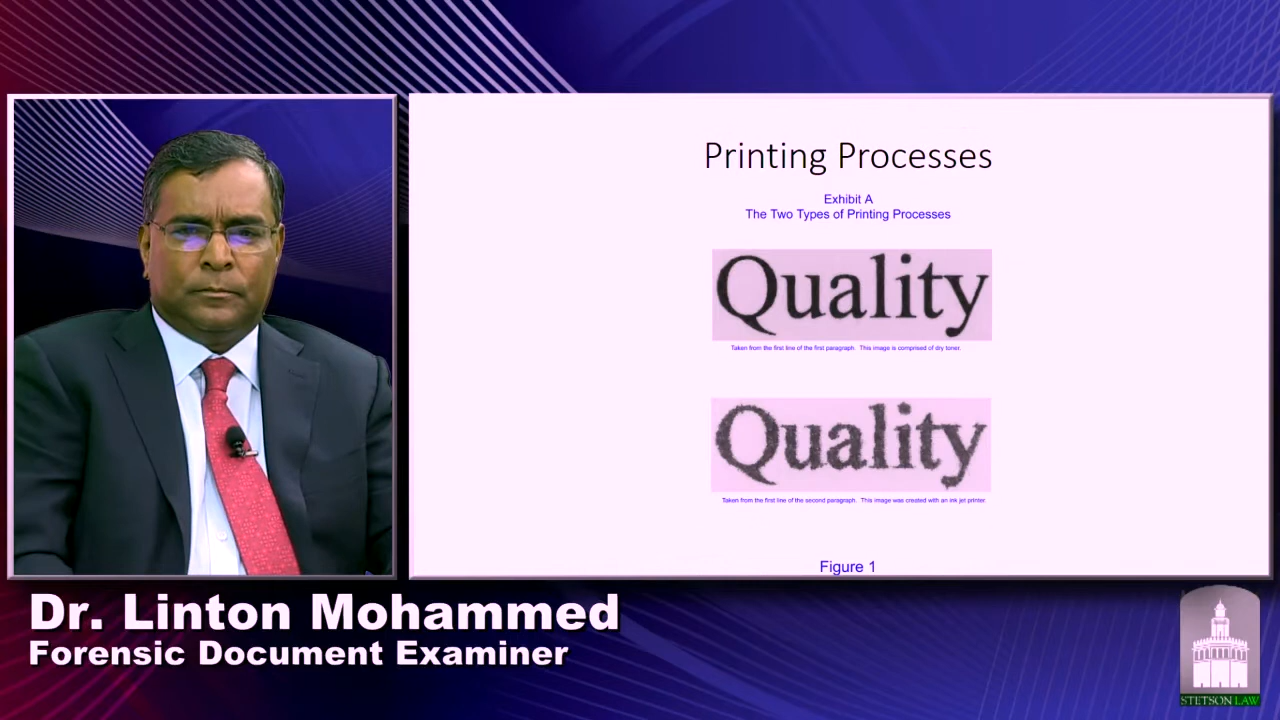 Printing Processes
Exhibit A
The Two Types of Printing Processes
Quality
Taken from the first line of the first paragraph. This image is comprised of dry toner.
Quality
Taken from the first line of the second paragraph. This image was created with an ink jet printer.
Figure 1
Dr. Linton Mohammed
Forensic Document Examiner
STETSON LAW